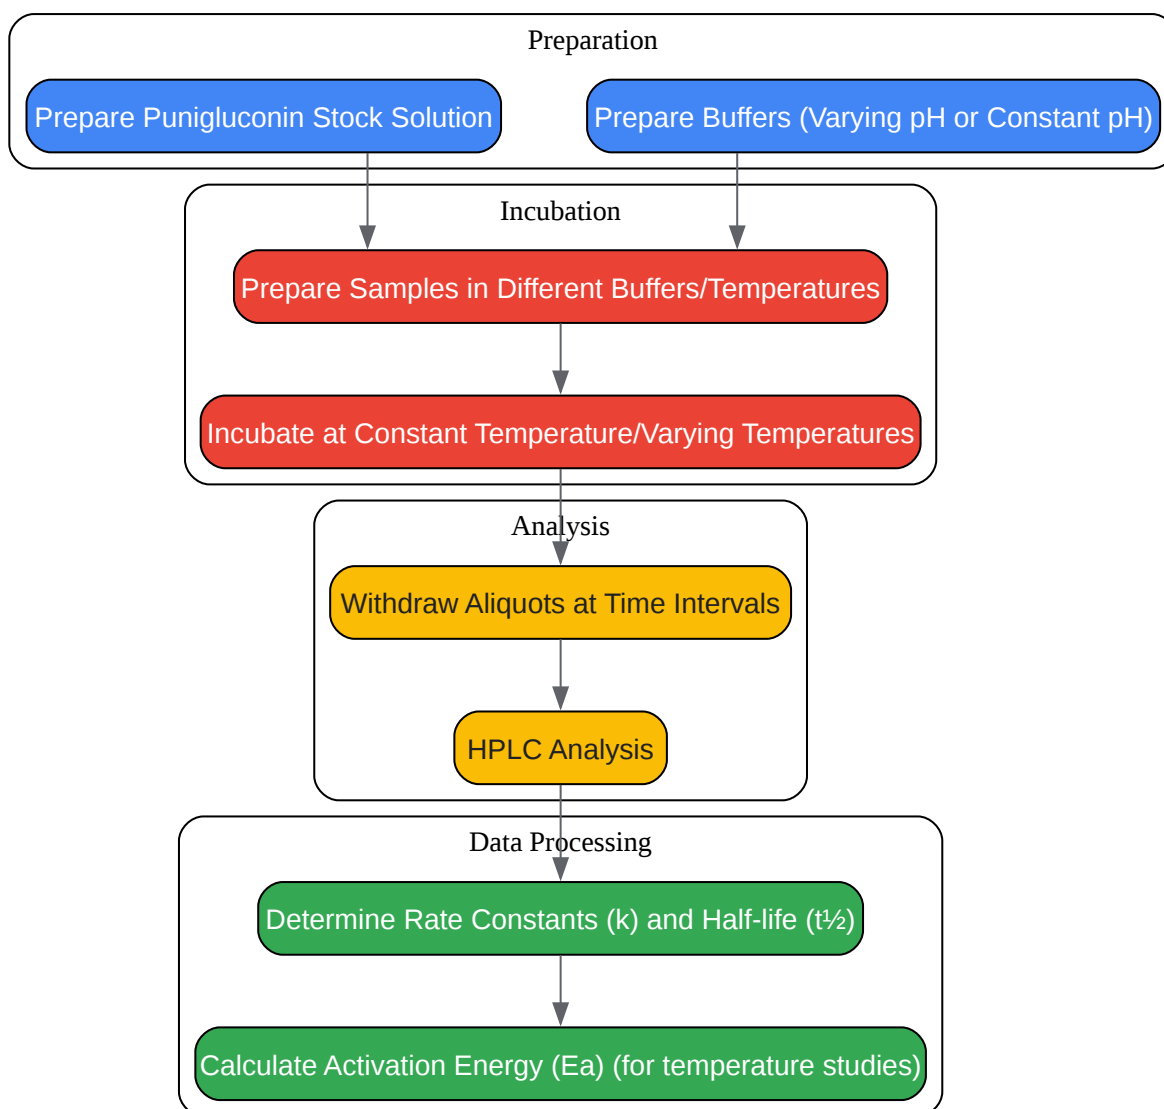 Preparation
Prepare Punigluconin Stock Solution
Prepare Buffers (Varying pH or Constant pH)
Incubation
Prepare Samples in Different Buffers/Temperatures
Incubate at Constant Temperature/Varying Temperatures
Analysis
Withdraw Aliquots at Time Intervals
HPLC Analysis
Data Processing
Determine Rate Constants (k) and Half-life (t½)
Calculate Activation Energy (Ea) (for temperature studies)